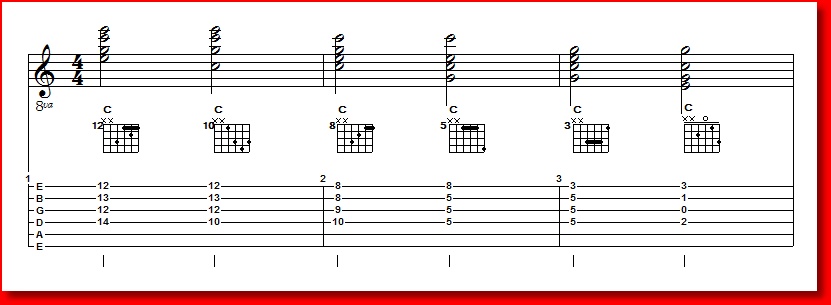 4 4
8va
C C C C C C
12 10 8 5 3
xx xx xx xx xx xx o
1 2 3
E 12 12 8 8 3 3
B 13 13 8 5 5 1
G 12 12 9 5 5 0
D 14 10 10 5 5 2
A
E